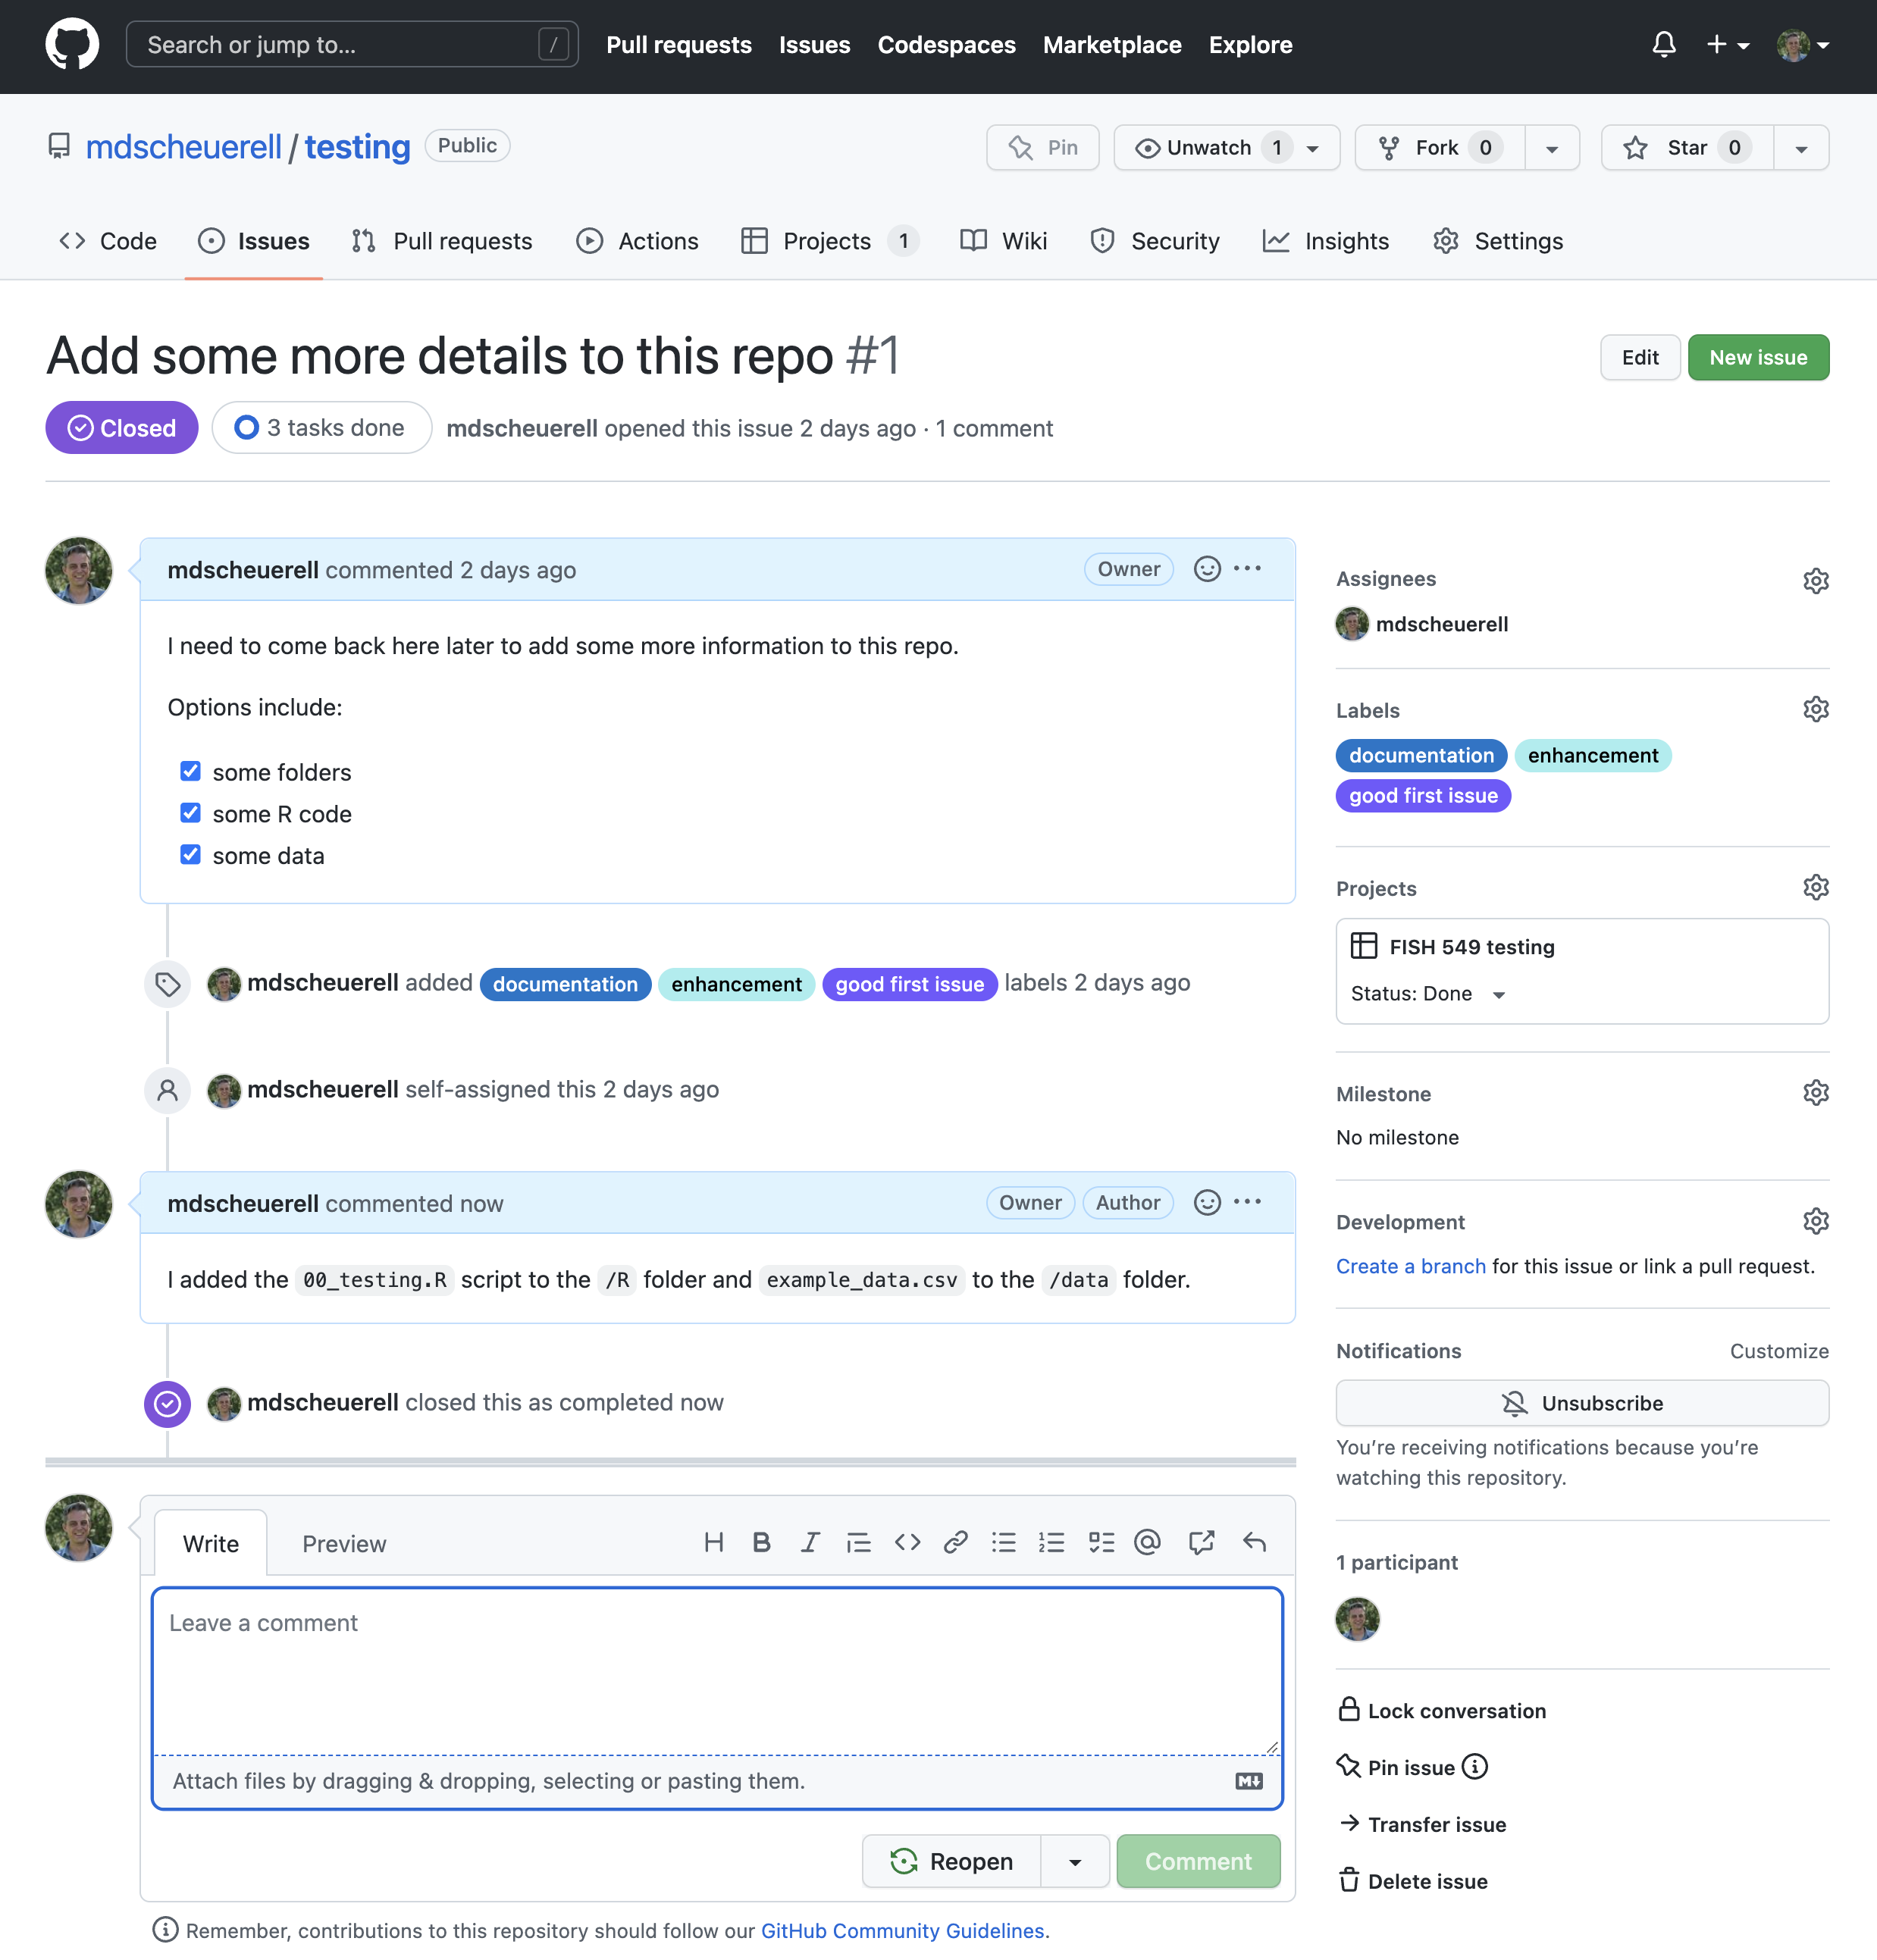 Search or jump to... /
Pull requests Issues Codespaces Marketplace Explore
mdscheuerell / testing Public
Pin Unwatch 1 Fork 0 Star 0
Code Issues Pull requests Actions Projects 1 Wiki Security Insights Settings
Add some more details to this repo #1
Edit New issue
Closed 3 tasks done mdscheuerell opened this issue 2 days ago · 1 comment
mdscheuerell commented 2 days ago Owner
I need to come back here later to add some more information to this repo.
Options include:
some folders
some R code
some data
mdscheuerell added documentation enhancement good first issue labels 2 days ago
mdscheuerell self-assigned this 2 days ago
mdscheuerell commented now Owner Author
I added the 00_testing.R script to the /R folder and example_data.csv to the /data folder.
mdscheuerell closed this as completed now
Write Preview
Leave a comment
Attach files by dragging & dropping, selecting or pasting them.
Reopen Comment
Remember, contributions to this repository should follow our GitHub Community Guidelines.
Assignees
mdscheuerell
Labels
documentation enhancement
good first issue
Projects
FISH 549 testing
Status: Done
Milestone
No milestone
Development
Create a branch for this issue or link a pull request.
Notifications Customize
Unsubscribe
You’re receiving notifications because you’re
watching this repository.
1 participant
Lock conversation
Pin issue
Transfer issue
Delete issue